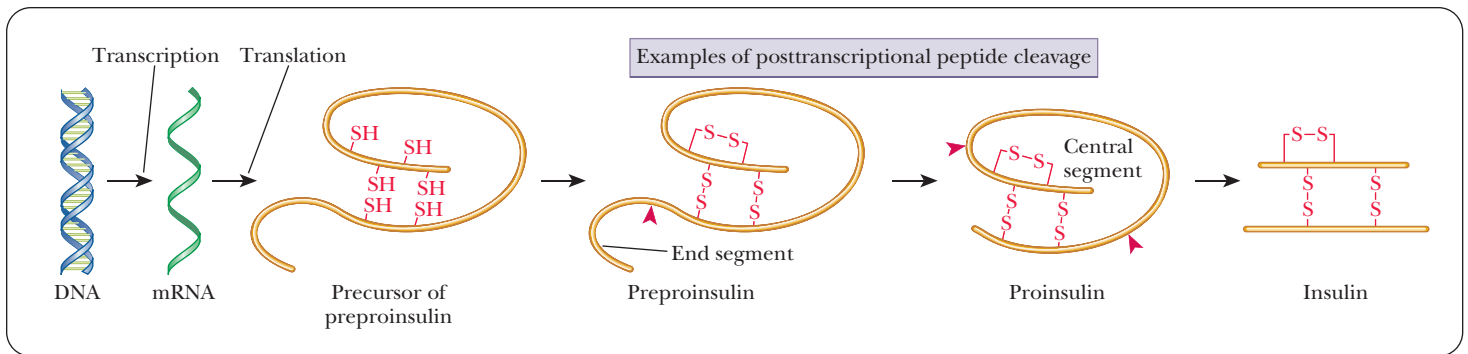 Transcription
Translation
Examples of posttranscriptional peptide cleavage
SH
SH
SH
SH
SH
SH
S–S
S
S
S
S
End segment
S–S
Central
segment
S
S
S
S
S–S
S
S
S
S
DNA
mRNA
Precursor of
preproinsulin
Preproinsulin
Proinsulin
Insulin